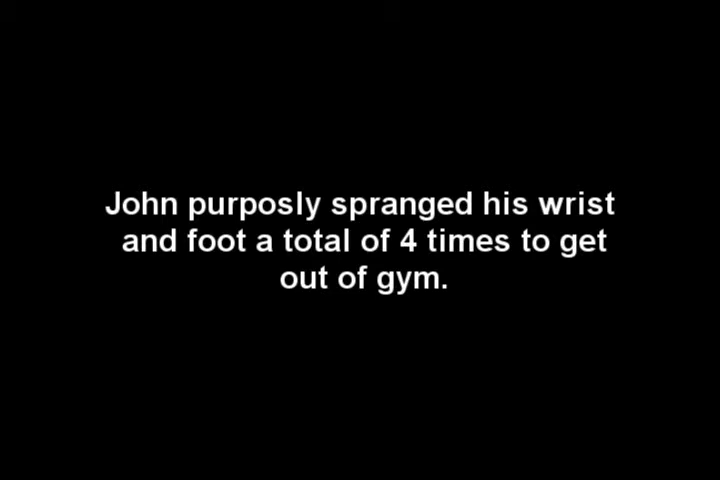 John purposly spranged his wrist
and foot a total of 4 times to get
out of gym.